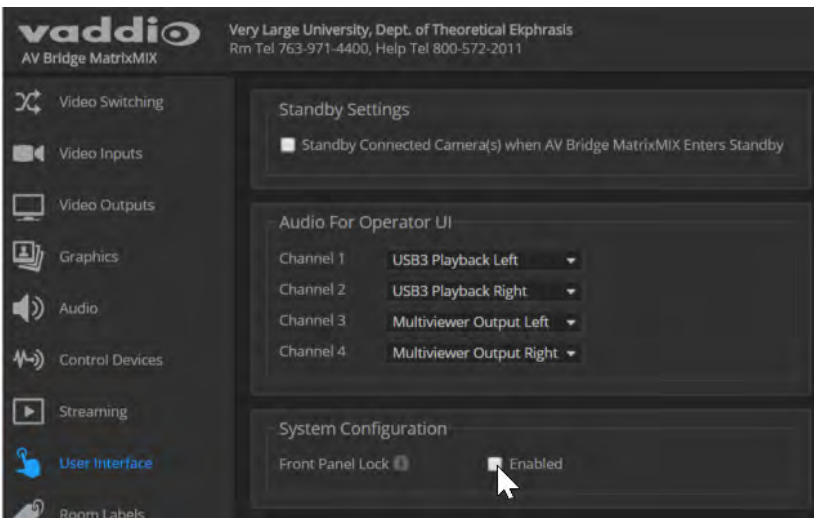 vaddio
AV Bridge MatrixMIX
Very Large University, Dept. of Theoretical Ekphrasis
Rm Tel 763-971-4400, Help Tel 800-572-2011
Video Switching
Video Inputs
Video Outputs
Graphics
Audio
Control Devices
Streaming
User Interface
Room Labels
Standby Settings
Standby Connected Camera(s) when AV Bridge MatrixMIX Enters Standby
Audio For Operator UI
Channel 1 USB3 Playback Left
Channel 2 USB3 Playback Right
Channel 3 Multiviewer Output Left
Channel 4 Multiviewer Output Right
System Configuration
Front Panel Lock Enabled